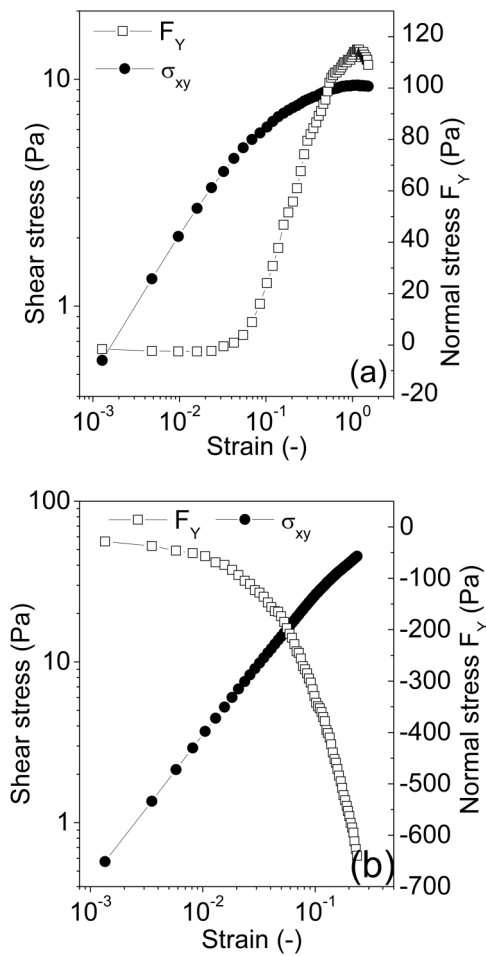 F_Y
σ_xy
Shear stress (Pa)
10
1
Normal stress F_Y (Pa)
120
100
80
60
40
20
0
-20
(a)
10^-3 10^-2 10^-1 10^0
Strain (-)
F_Y σ_xy
Shear stress (Pa)
100
10
1
Normal stress F_Y (Pa)
0
-100
-200
-300
-400
-500
-600
-700
(b)
10^-3 10^-2 10^-1
Strain (-)